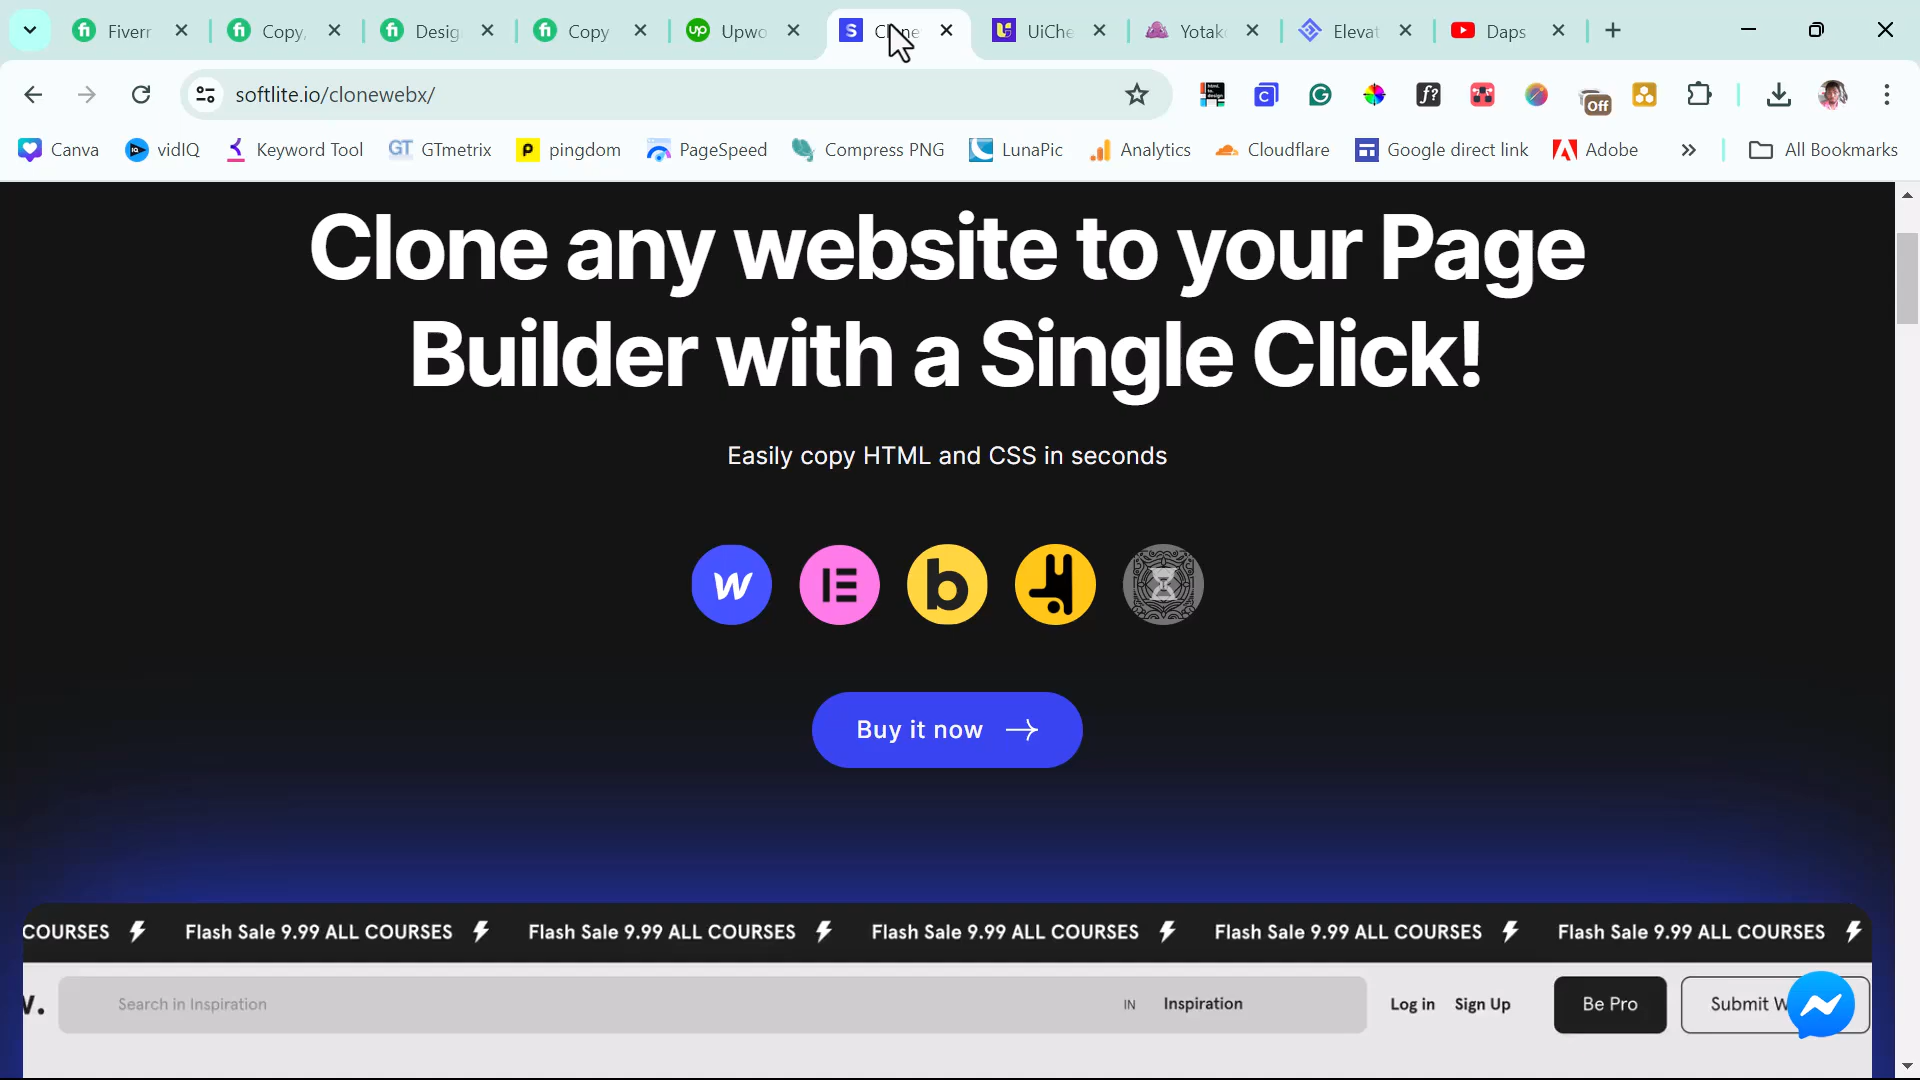 Fiverr
Copy,
Desig
Copy
Upwo
UiChe
Yotak
Elevat
Daps
softlite.io/clonewebx/
Off
Canva
vidIQ
Keyword Tool
GTmetrix
pingdom
PageSpeed
Compress PNG
LunaPic
Analytics
Cloudflare
Google direct link
Adobe
All Bookmarks
Clone any website to your Page
Builder with a Single Click!
Easily copy HTML and CSS in seconds
Buy it now
COURSES Flash Sale 9.99 ALL COURSES Flash Sale 9.99 ALL COURSES Flash Sale 9.99 ALL COURSES Flash Sale 9.99 ALL COURSES Flash Sale 9.99 ALL COURSES
Search in Inspiration IN Inspiration Log in Sign Up Be Pro Submit W